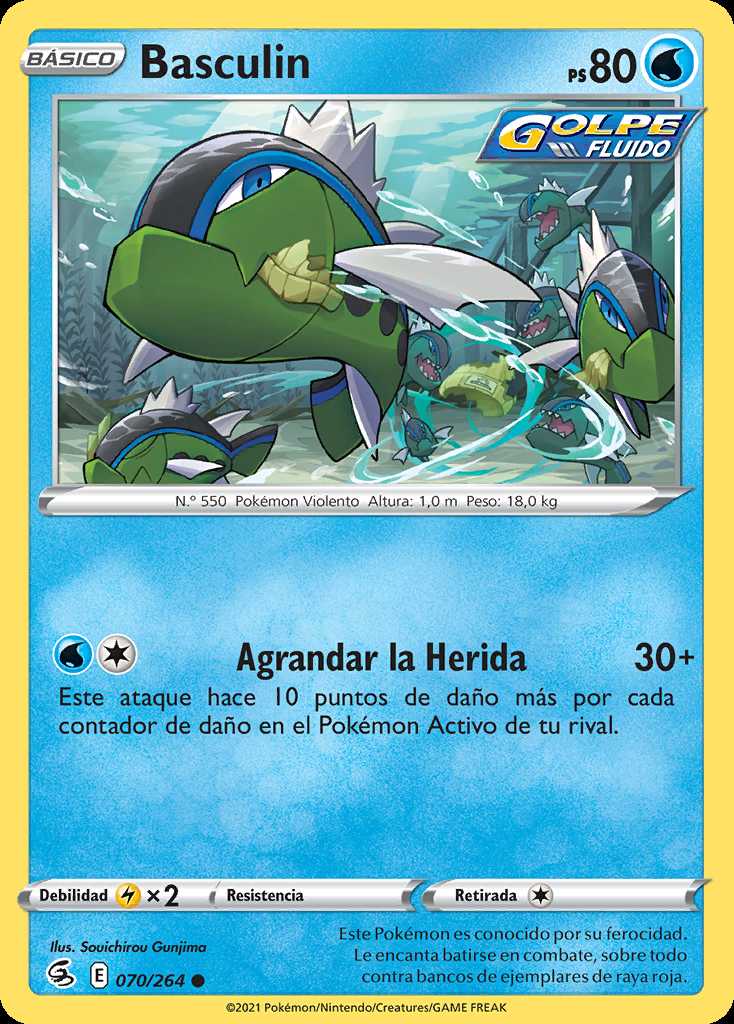 BÁSICO Basculin PS 80
GOLPE
FLUIDO
N.º 550 Pokémon Violento Altura: 1,0 m Peso: 18,0 kg
Agrandar la Herida 30+
Este ataque hace 10 puntos de daño más por cada
contador de daño en el Pokémon Activo de tu rival.
Debilidad ×2 Resistencia Retirada
Ilus. Souichirou Gunjima
Este Pokémon es conocido por su ferocidad.
Le encanta batirse en combate, sobre todo
contra bancos de ejemplares de raya roja.
E 070/264
©2021 Pokémon/Nintendo/Creatures/GAME FREAK